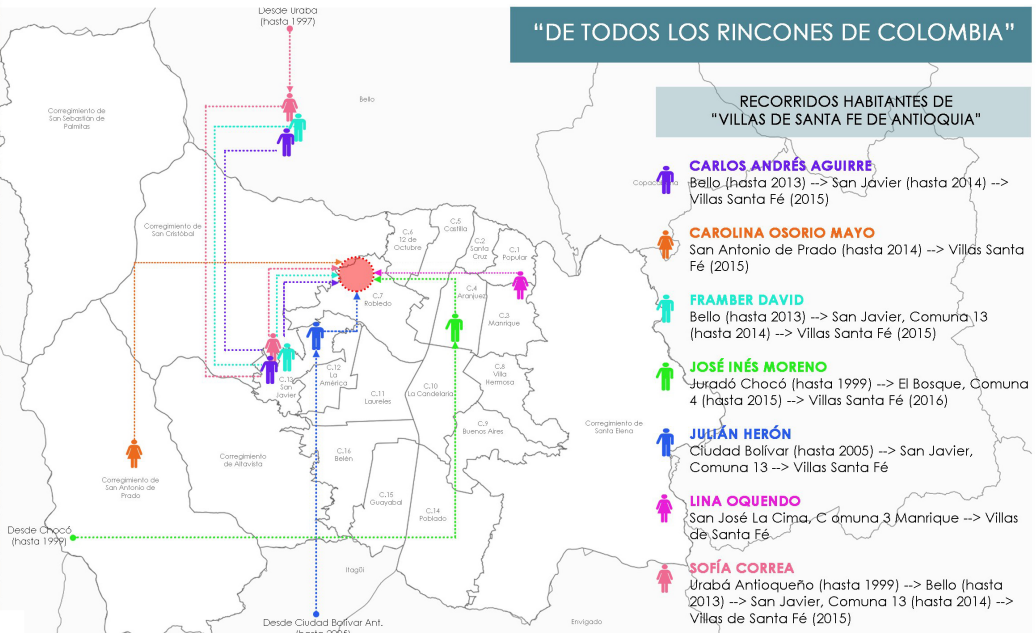 “DE TODOS LOS RINCONES DE COLOMBIA”
RECORRIDOS HABITANTES DE
“VILLAS DE SANTA FE DE ANTIOQUIA”
CARLOS ANDRÉS AGUIRRE
Bello (hasta 2013) --> San Javier (hasta 2014) -->
Villas Santa Fé (2015)
CAROLINA OSORIO MAYO
San Antonio de Prado (hasta 2014) --> Villas Santa
Fé (2015)
FRAMBER DAVID
Bello (hasta 2013) --> San Javier, Comuna 13
(hasta 2014) --> Villas Santa Fé (2015)
JOSÉ INÉS MORENO
Juradó Chocó (hasta 1999) --> El Bosque, Comuna
4 (hasta 2015) --> Villas Santa Fé (2016)
JULIÁN HERÓN
Ciudad Bolívar (hasta 2005) --> San Javier,
Comuna 13 --> Villas Santa Fé
LINA OQUENDO
San José La Cima, C omuna 3 Manrique --> Villas
de Santa Fé
SOFÍA CORREA
Urabá Antioqueño (hasta 1999) --> Bello (hasta
2013) --> San Javier, Comuna 13 (hasta 2014) -->
Villas de Santa Fé (2015)
Desde Urabá
(hasta 1997)
Bello
Corregimiento de
San Sebastián de
Palmitas
Corregimiento de
San Cristóbal
C.6
12 de
Octubre
C.5
Castilla
C.2
Santa
Cruz
C.1
Popular
C.7
Robledo
C.4
Aranjuez
C.3
Manrique
C.13
San
Javier
C.12
La
América
C.11
Laureles
C.10
La Candelaria
C.8
Villa
Hermosa
C.9
Buenos Aires
Corregimiento de
Santa Elena
C.16
Belén
Corregimiento
de Altavista
Corregimiento de
San Antonio de
Prado
C.15
Guayabal
C.14
Poblado
Desde Chocó
(hasta 1999)
Itagüí
Desde Ciudad Bolívar Ant.
(hasta 2005)
Envigado